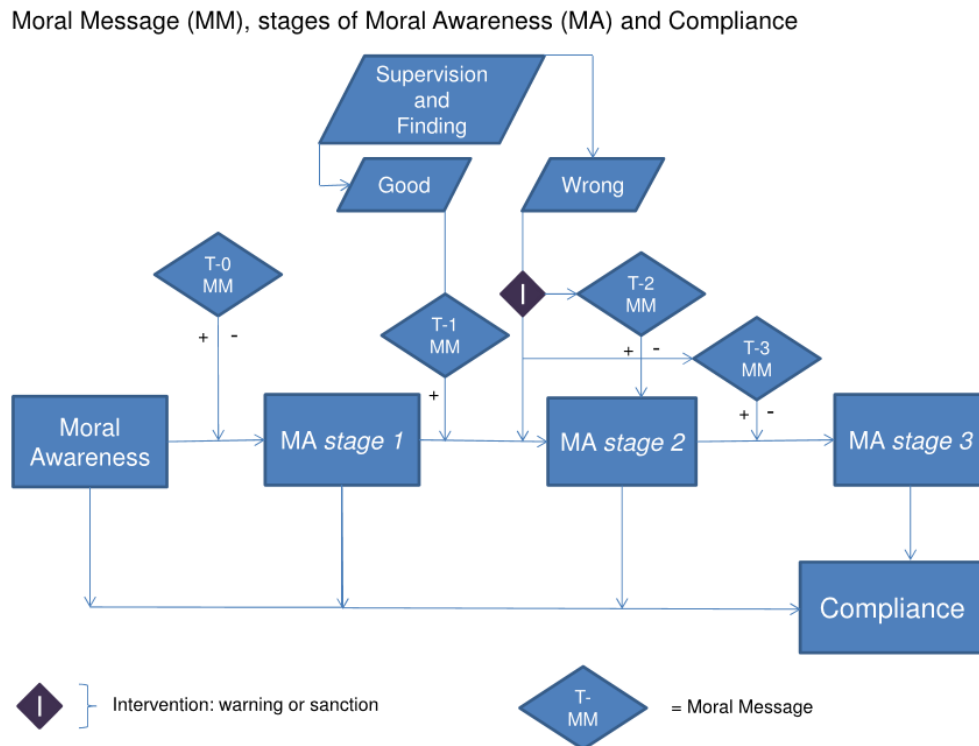 Moral Message (MM), stages of Moral Awareness (MA) and Compliance
Supervision
and
Finding
Good
Wrong
T-0
MM
I
T-2
MM
T-1
MM
T-3
MM
+ -
+ -
+
+ -
Moral
Awareness
MA stage 1
MA stage 2
MA stage 3
Compliance
I
Intervention: warning or sanction
T-
MM
= Moral Message